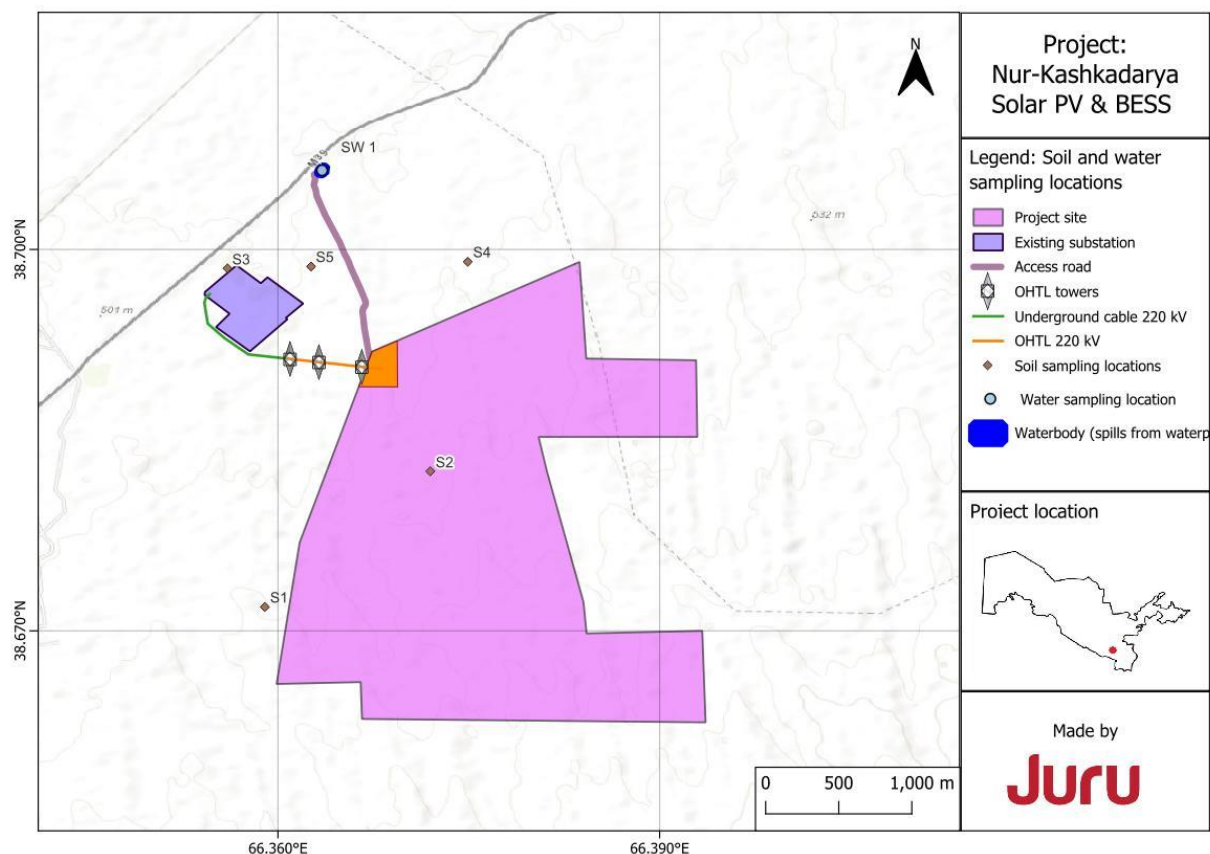 N
SW 1
M39
532 m
38.700°N
S3
S5
S4
501 m
S2
S1
38.670°N
0 500 1,000 m
66.360°E
66.390°E
Project:
Nur-Kashkadarya
Solar PV & BESS
Legend: Soil and water
sampling locations
Project site
Existing substation
Access road
OHTL towers
Underground cable 220 kV
OHTL 220 kV
Soil sampling locations
Water sampling location
Waterbody (spills from waterp
Project location
Made by
Juru